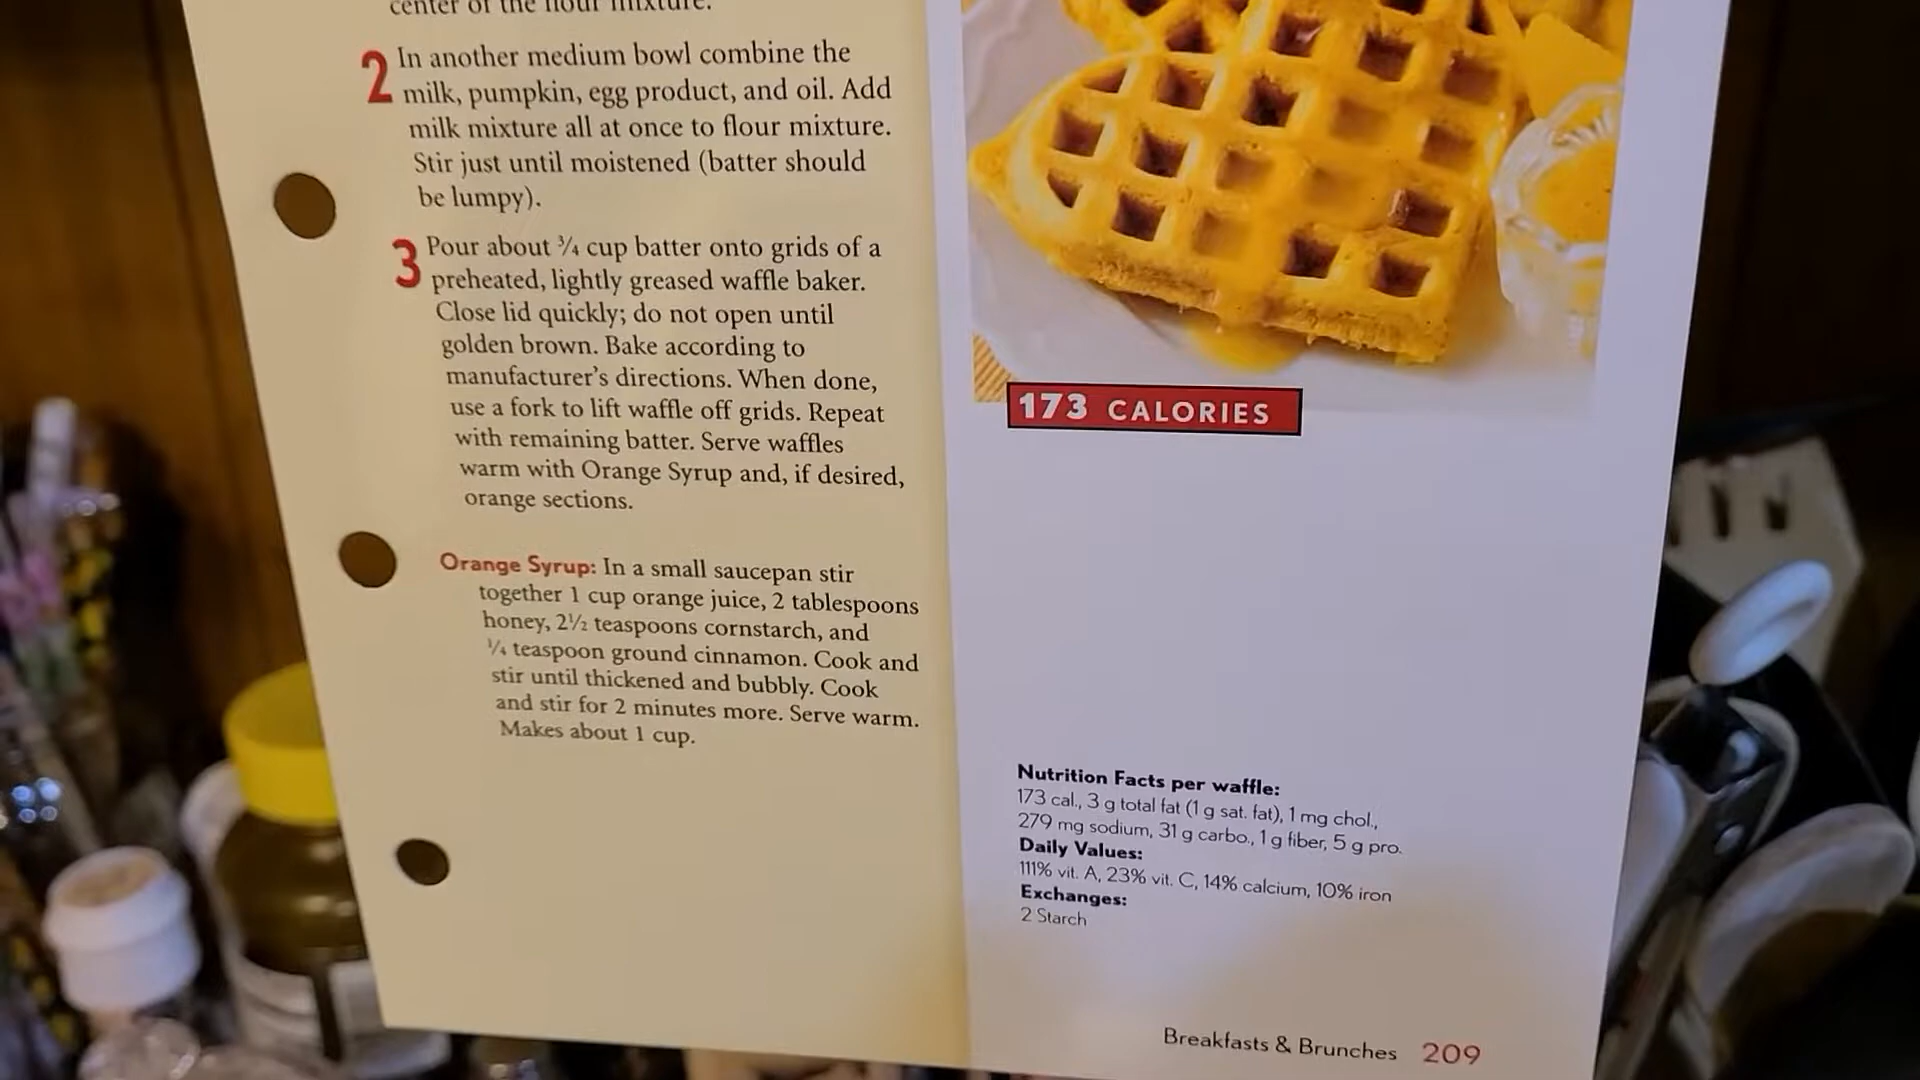 center of the flour mixture.
2 In another medium bowl combine the
milk, pumpkin, egg product, and oil. Add
milk mixture all at once to flour mixture.
Stir just until moistened (batter should
be lumpy).
3 Pour about ¾ cup batter onto grids of a
preheated, lightly greased waffle baker.
Close lid quickly; do not open until
golden brown. Bake according to
manufacturer's directions. When done,
use a fork to lift waffle off grids. Repeat
with remaining batter. Serve waffles
warm with Orange Syrup and, if desired,
orange sections.
Orange Syrup: In a small saucepan stir
together 1 cup orange juice, 2 tablespoons
honey, 2½ teaspoons cornstarch, and
¼ teaspoon ground cinnamon. Cook and
stir until thickened and bubbly. Cook
and stir for 2 minutes more. Serve warm.
Makes about 1 cup.
173 CALORIES
Nutrition Facts per waffle:
173 cal., 3 g total fat (1 g sat. fat), 1 mg chol.,
279 mg sodium, 31 g carbo., 1 g fiber, 5 g pro.
Daily Values:
111% vit. A, 23% vit. C, 14% calcium, 10% iron
Exchanges:
2 Starch
Breakfasts & Brunches 209